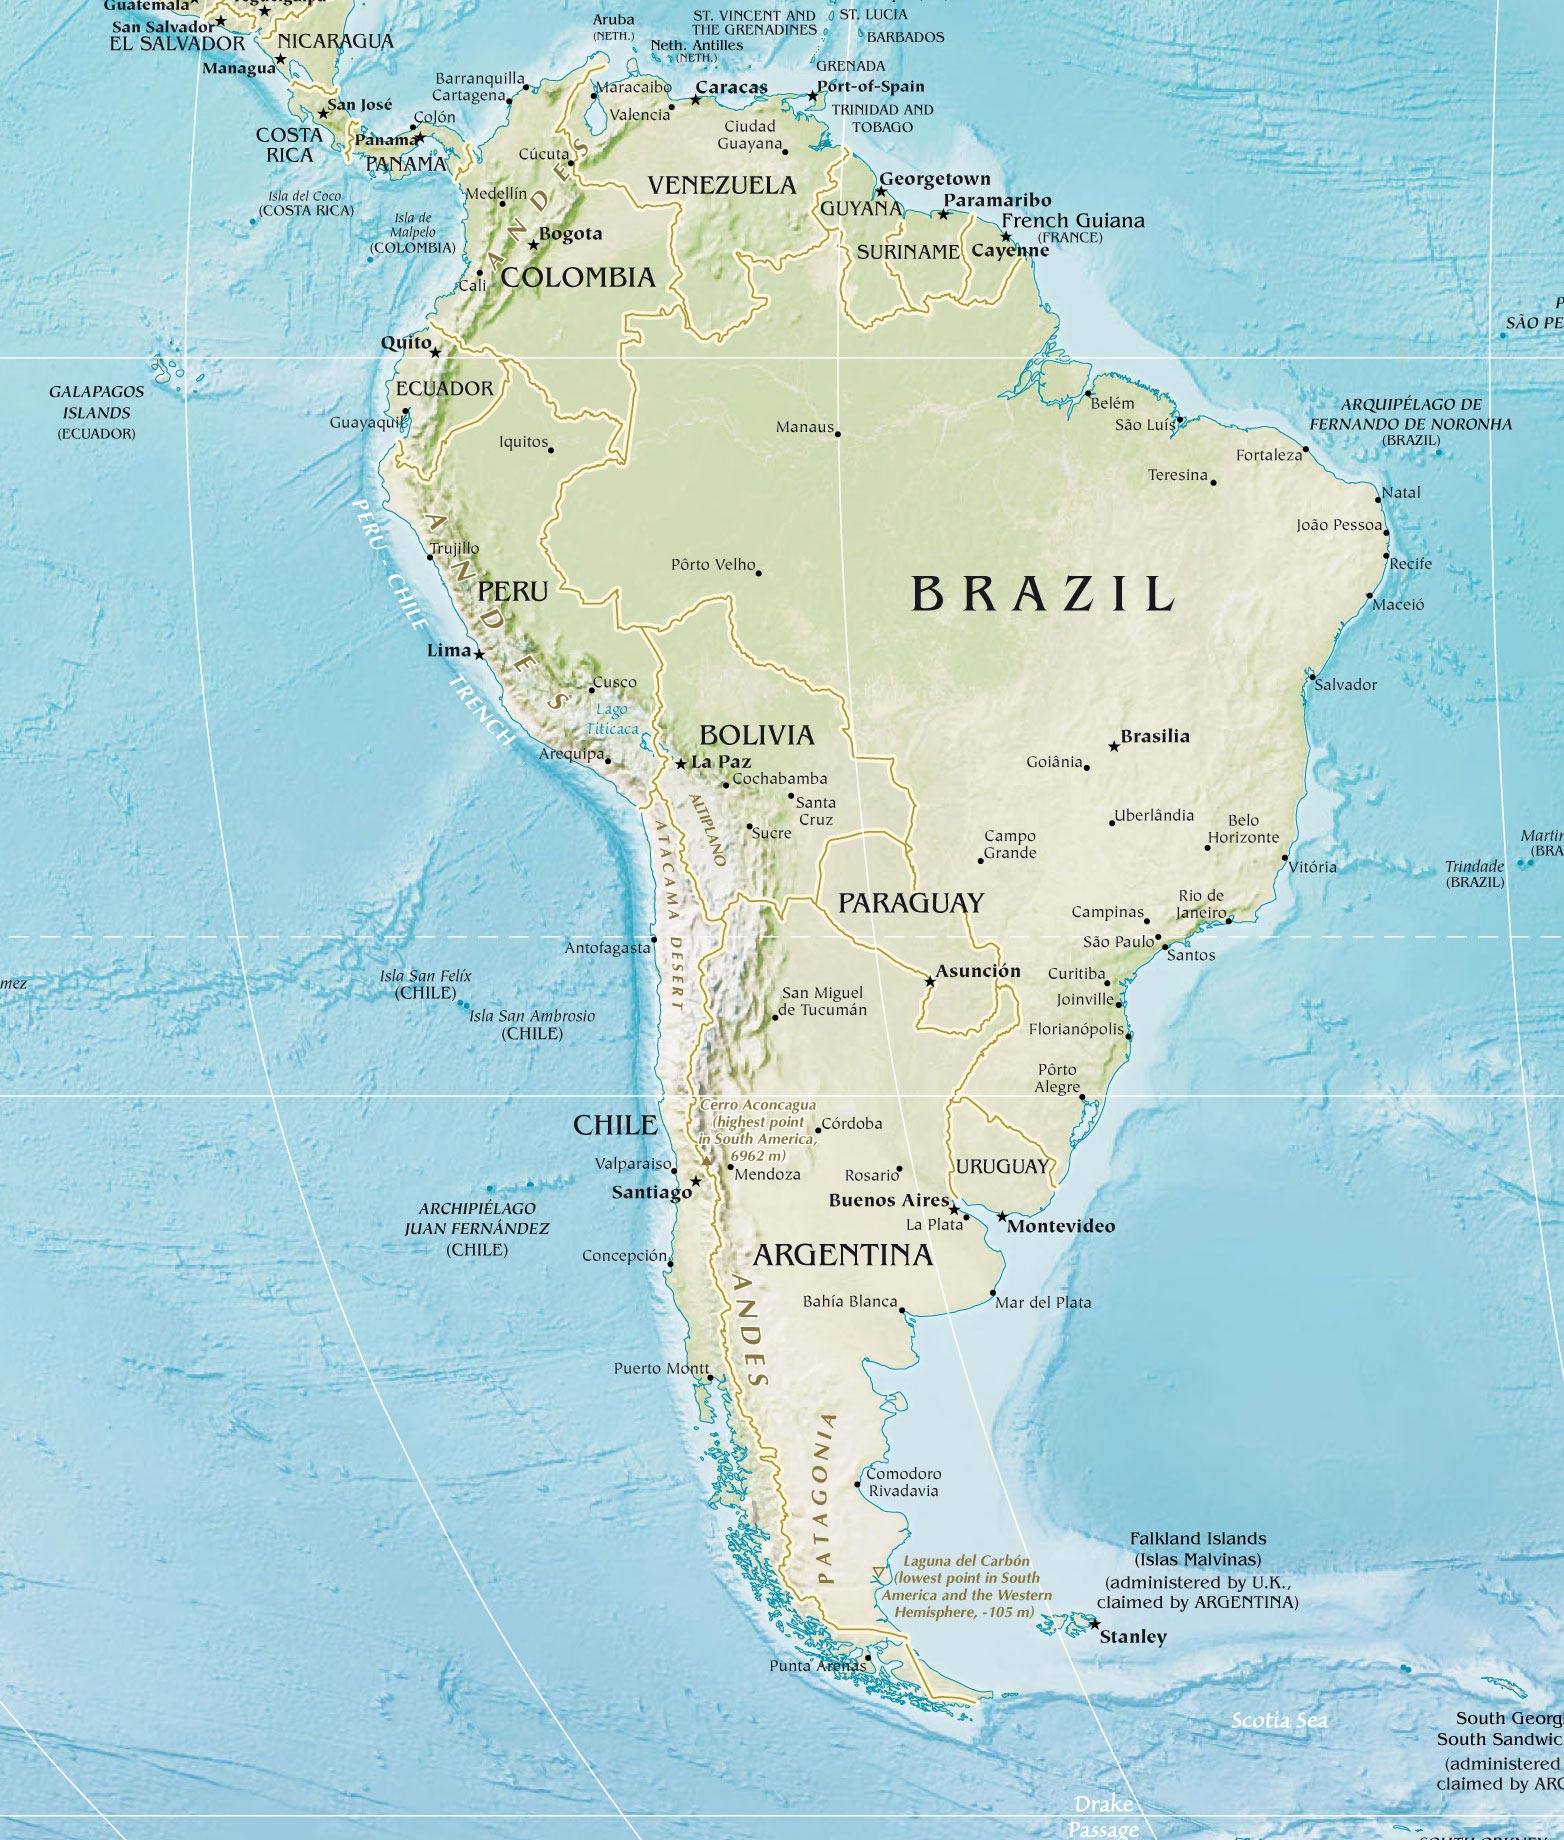 Guatemala
San Salvador
EL SALVADOR
NICARAGUA
Managua
Aruba
(NETH.)
Neth. Antilles
(NETH.)
ST. VINCENT AND
THE GRENADINES
ST. LUCIA
BARBADOS
GRENADA
Port-of-Spain
TRINIDAD AND
TOBAGO
Barranquilla
Cartagena
Maracaibo
Caracas
Valencia
San José
COSTA
RICA
Colón
Panama
PANAMA
Ciudad
Guayana
Cúcuta
VENEZUELA
Georgetown
GUYANA
Paramaribo
SURINAME
French Guiana
(FRANCE)
Cayenne
Isla del Coco
(COSTA RICA)
Isla de
Malpelo
(COLOMBIA)
Medellín
ANDES
Bogota
COLOMBIA
Cali
SÃO PE
Quito
ECUADOR
Guayaquil
GALAPAGOS
ISLANDS
(ECUADOR)
Iquitos
Manaus
Belém
São Luís
Teresina
Fortaleza
ARQUIPÉLAGO DE
FERNANDO DE NORONHA
(BRAZIL)
Natal
João Pessoa
Recife
Maceió
PERU - CHILE TRENCH
ANDES
Trujillo
PERU
Pôrto Velho
BRAZIL
Lima
Cusco
Lago
Titicaca
Arequipa
Salvador
BOLIVIA
La Paz
Cochabamba
Santa
Cruz
Sucre
ALTIPLANO
Brasilia
Goiânia
Uberlândia
Belo
Horizonte
Campo
Grande
Vitória
Trindade
(BRAZIL)
Martin
(BRA
ATACAMA DESERT
PARAGUAY
Rio de
Janeiro
Campinas
São Paulo
Santos
Antofagasta
Asunción
Curitiba
Joinville
Florianópolis
mez
Isla San Felíx
(CHILE)
Isla San Ambrosio
(CHILE)
San Miguel
de Tucumán
Pôrto
Alegre
CHILE
Cerro Aconcagua
(highest point
in South America,
6962 m)
Córdoba
Valparaiso
Mendoza
Rosario
URUGUAY
Santiago
Buenos Aires
La Plata
Montevideo
ARCHIPIÉLAGO
JUAN FERNÁNDEZ
(CHILE)
Concepción
ARGENTINA
ANDES
Bahía Blanca
Mar del Plata
Puerto Montt
PATAGONIA
Comodoro
Rivadavia
Falkland Islands
(Islas Malvinas)
(administered by U.K.,
claimed by ARGENTINA)
Stanley
Laguna del Carbón
(lowest point in South
America and the Western
Hemisphere, -105 m)
Punta Arenas
Scotia Sea
South Georg
South Sandwic
(administered
claimed by ARG
Drake
Passage